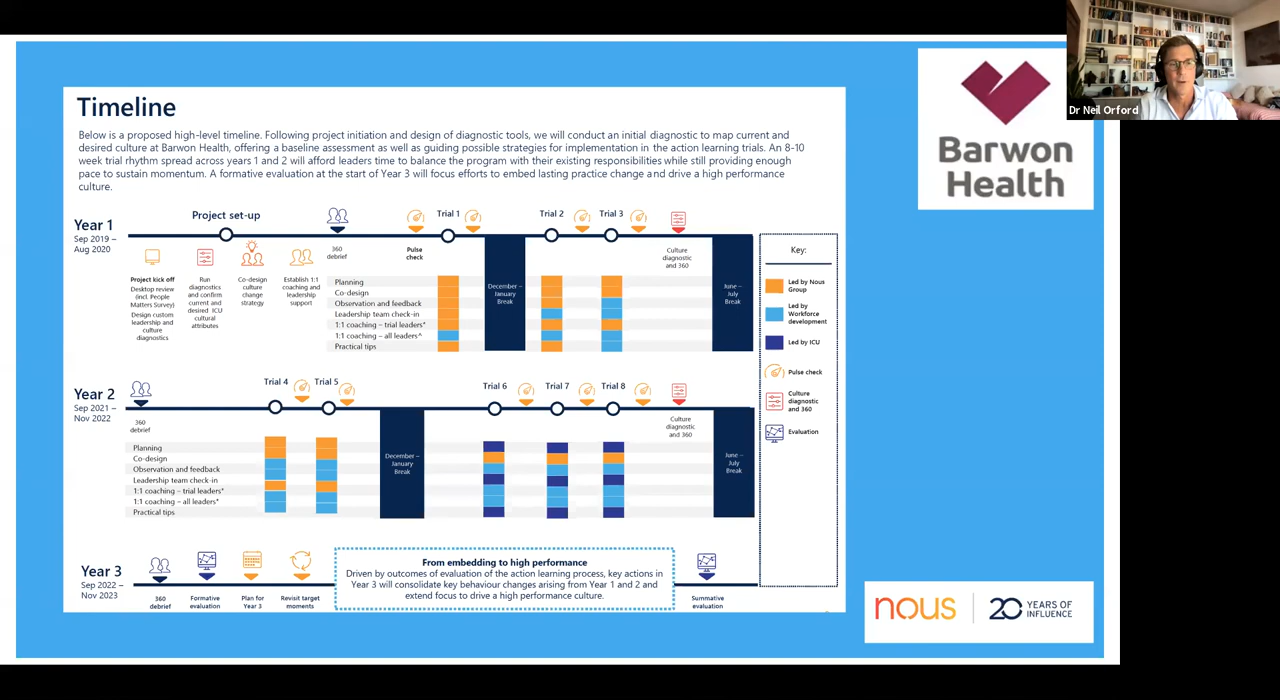 Dr Neil Orford
Barwon
Health
Timeline
Below is a proposed high-level timeline. Following project initiation and design of diagnostic tools, we will conduct an initial diagnostic to map current and
desired culture at Barwon Health, offering a baseline assessment as well as guiding possible strategies for implementation in the action learning trials. An 8-10
week trial rhythm spread across years 1 and 2 will afford leaders time to balance the program with their existing responsibilities while still providing enough
pace to sustain momentum. A formative evaluation at the start of Year 3 will focus efforts to embed lasting practice change and drive a high performance
culture.
Year 1
Sep 2019 –
Aug 2020
Project set-up
Trial 1
Trial 2
Trial 3
Project kick off
Desktop review
(incl. People
Matters Survey)
Design custom
leadership and
culture
diagnostics
Run
diagnostics
and confirm
current and
desired ICU
cultural
attributes
Co-design
culture
change
strategy
Establish 1:1
coaching and
leadership
support
360
debrief
Pulse
check
Planning
Co-design
Observation and feedback
Leadership team check-in
1:1 coaching – trial leaders*
1:1 coaching – all leaders^
Practical tips
December –
January
Break
Culture
diagnostic
and 360
June –
July
Break
Key:
Led by Nous
Group
Led by
Workforce
development
Led by ICU
Pulse check
Culture
diagnostic
and 360
Evaluation
Year 2
Sep 2021 –
Nov 2022
Trial 4
Trial 5
Trial 6
Trial 7
Trial 8
360
debrief
Planning
Co-design
Observation and feedback
Leadership team check-in
1:1 coaching – trial leaders*
1:1 coaching – all leaders*
Practical tips
December –
January
Break
Culture
diagnostic
and 360
June –
July
Break
Year 3
Sep 2022 –
Nov 2023
360
debrief
Formative
evaluation
Plan for
Year 3
Revisit target
moments
From embedding to high performance
Driven by outcomes of evaluation of the action learning process, key actions in
Year 3 will consolidate key behaviour changes arising from Year 1 and 2 and
extend focus to drive a high performance culture.
Summative
evaluation
nous
20 YEARS OF
INFLUENCE